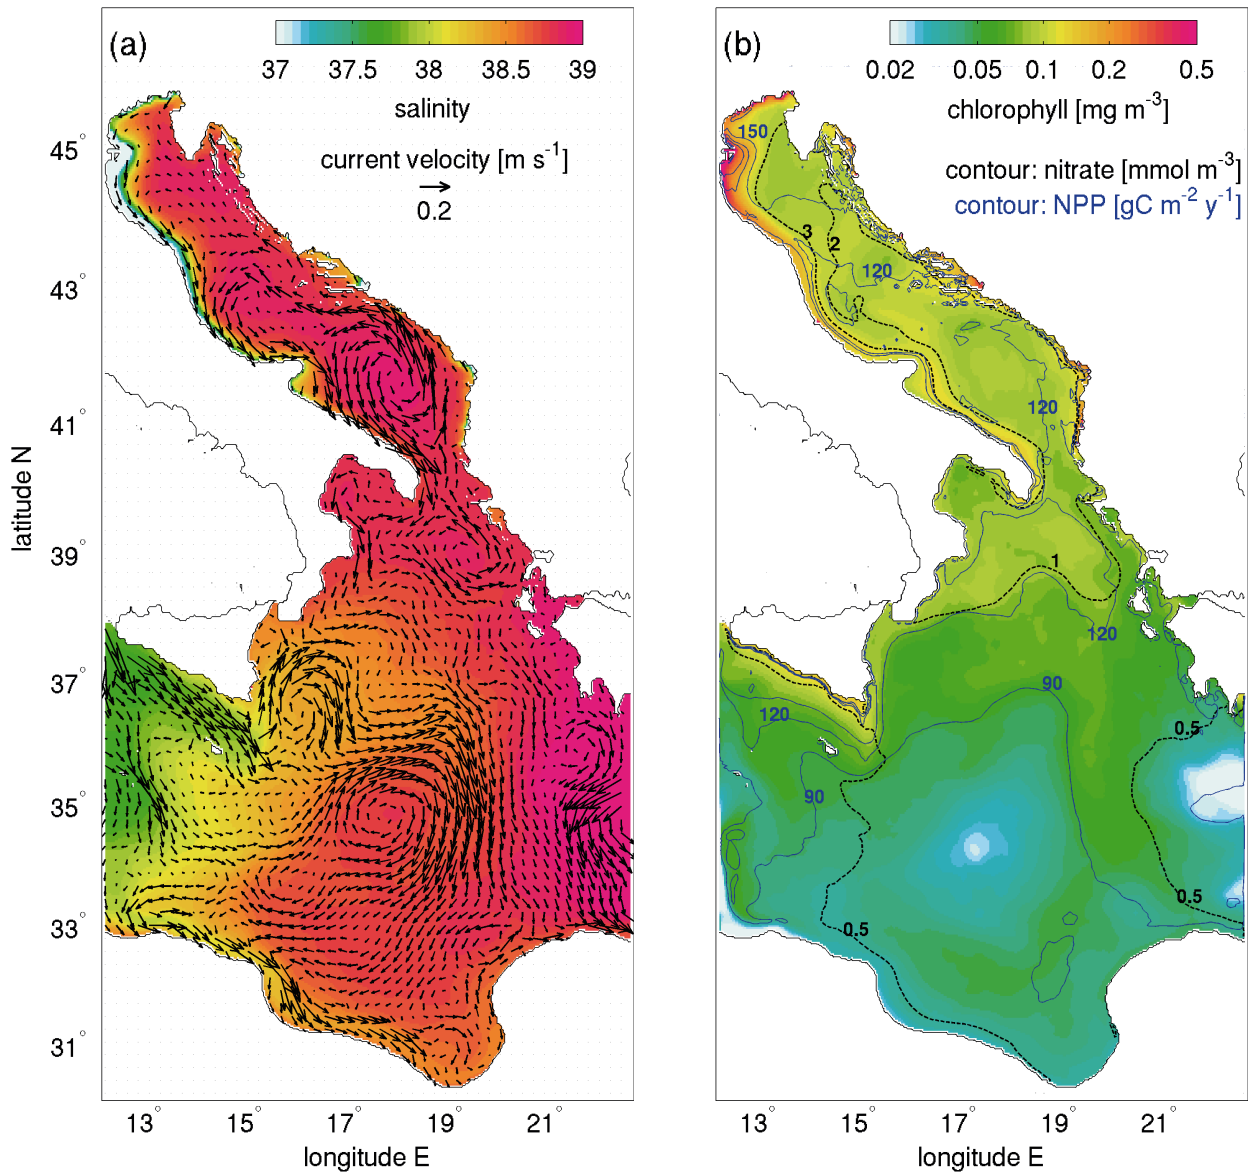 (a)
37 37.5 38 38.5 39
salinity
current velocity [m s⁻¹]
0.2
45°
43°
41°
39°
37°
35°
33°
31°
latitude N
13° 15° 17° 19° 21°
longitude E
(b)
0.02 0.05 0.1 0.2 0.5
chlorophyll [mg m⁻³]
contour: nitrate [mmol m⁻³]
contour: NPP [gC m⁻² y⁻¹]
150
3 2
120
120
1
120
90
120
0.5
90
0.5
0.5
13° 15° 17° 19° 21°
longitude E